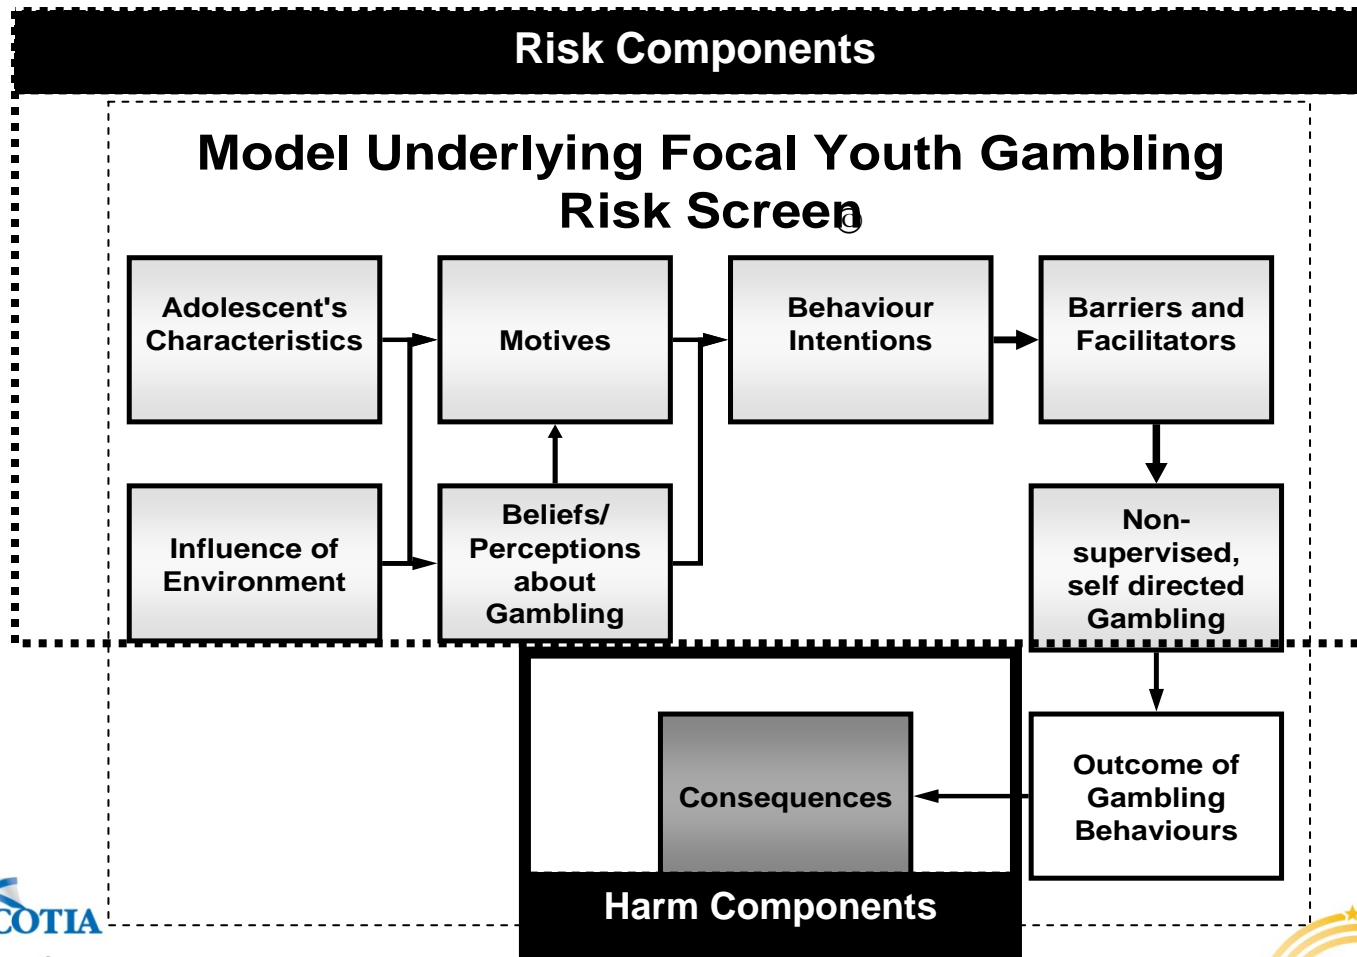 Risk Components
Model Underlying Focal Youth Gambling
Risk Screen©
Adolescent's
Characteristics
Motives
Behaviour
Intentions
Barriers and
Facilitators
Influence of
Environment
Beliefs/
Perceptions
about
Gambling
Non-
supervised,
self directed
Gambling
Consequences
Outcome of
Gambling
Behaviours
Harm Components
COTIA